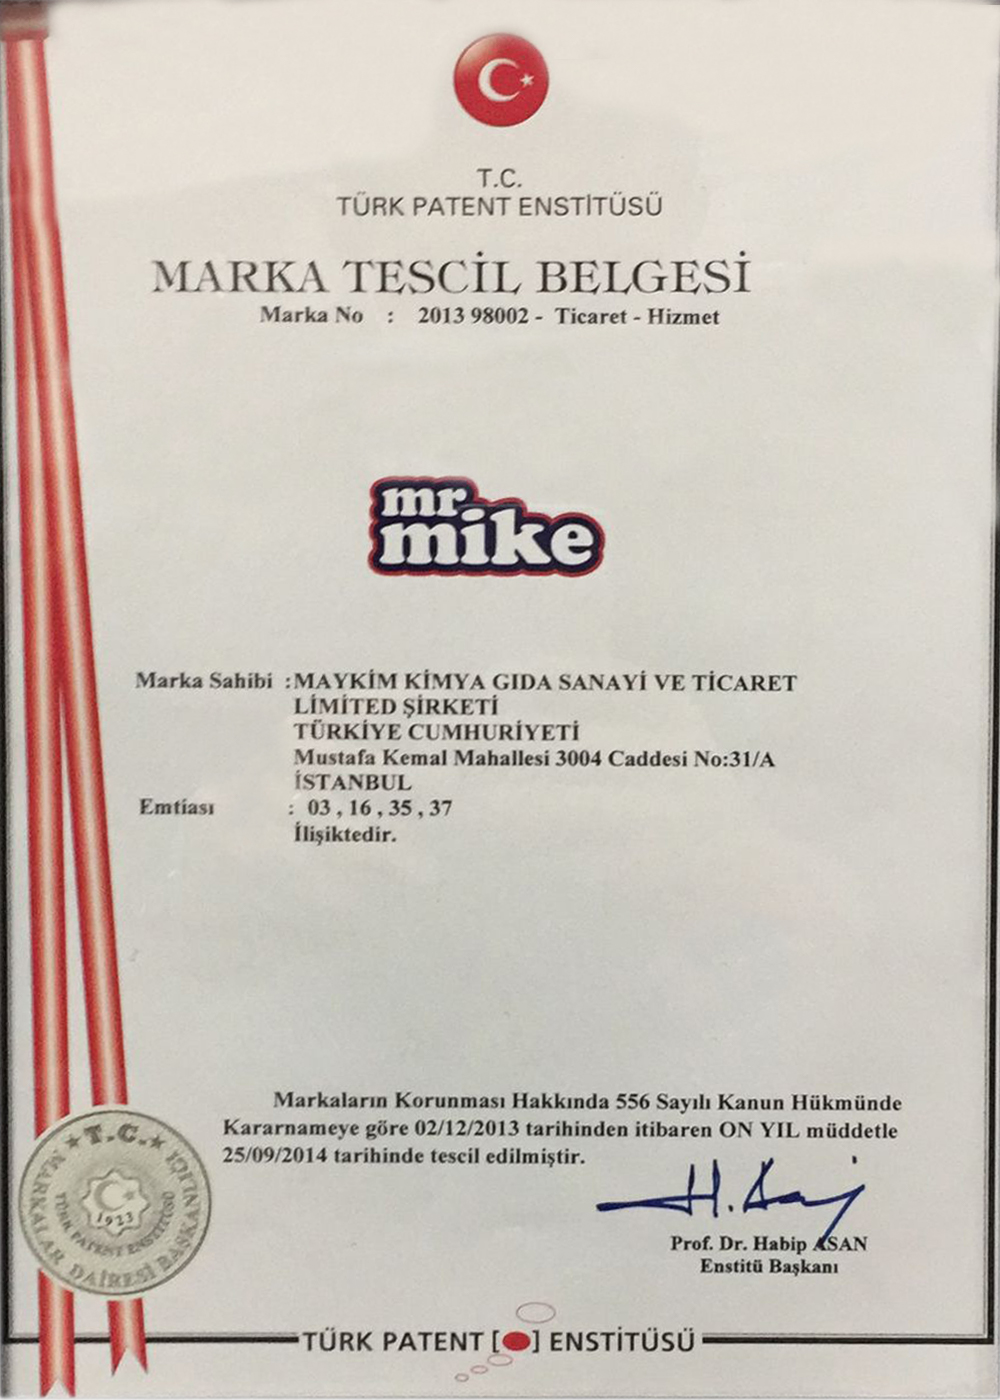 T.C.
TÜRK PATENT ENSTİTÜSÜ
MARKA TESCİL BELGESİ
Marka No : 2013 98002 - Ticaret - Hizmet
mr
mike
Marka Sahibi :MAYKİM KİMYA GIDA SANAYİ VE TİCARET
LİMİTED ŞİRKETİ
TÜRKİYE CUMHURİYETİ
Mustafa Kemal Mahallesi 3004 Caddesi No:31/A
İSTANBUL
Emtiası : 03 , 16 , 35 , 37
İlişiktedir.
Markaların Korunması Hakkında 556 Sayılı Kanun Hükmünde
Kararnameye göre 02/12/2013 tarihinden itibaren ON YIL müddetle
25/09/2014 tarihinde tescil edilmiştir.
H. Asan
Prof. Dr. Habip ASAN
Enstitü Başkanı
T.C.
MARKALAR DAİRESİ BAŞKANLIĞI
TÜRK PATENT ENSTİTÜSÜ
1923
TÜRK PATENT [ ] ENSTİTÜSÜ